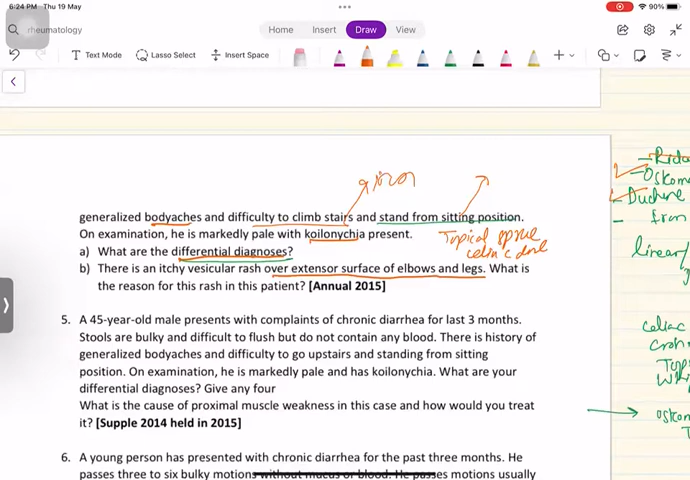 6:24 PM Thu 19 May
90%
rheumatology
Home Insert Draw View
Text Mode Lasso Select Insert Space
iron
generalized bodyaches and difficulty to climb stairs and stand from sitting position.
On examination, he is markedly pale with koilonychia present.
Topical sprue
a) What are the differential diagnoses?
b) There is an itchy vesicular rash over extensor surface of elbows and legs. What is
the reason for this rash in this patient? [Annual 2015]
5. A 45-year-old male presents with complaints of chronic diarrhea for last 3 months.
Stools are bulky and difficult to flush but do not contain any blood. There is history of
generalized bodyaches and difficulty to go upstairs and standing from sitting
position. On examination, he is markedly pale and has koilonychia. What are your
differential diagnoses? Give any four
What is the cause of proximal muscle weakness in this case and how would you treat
it? [Supple 2014 held in 2015]
6. A young person has presented with chronic diarrhea for the past three months. He
passes three to six bulky motions without mucus or blood. He passes motions usually
Oskom
Duchene
linear/
celiac
Top
oskom